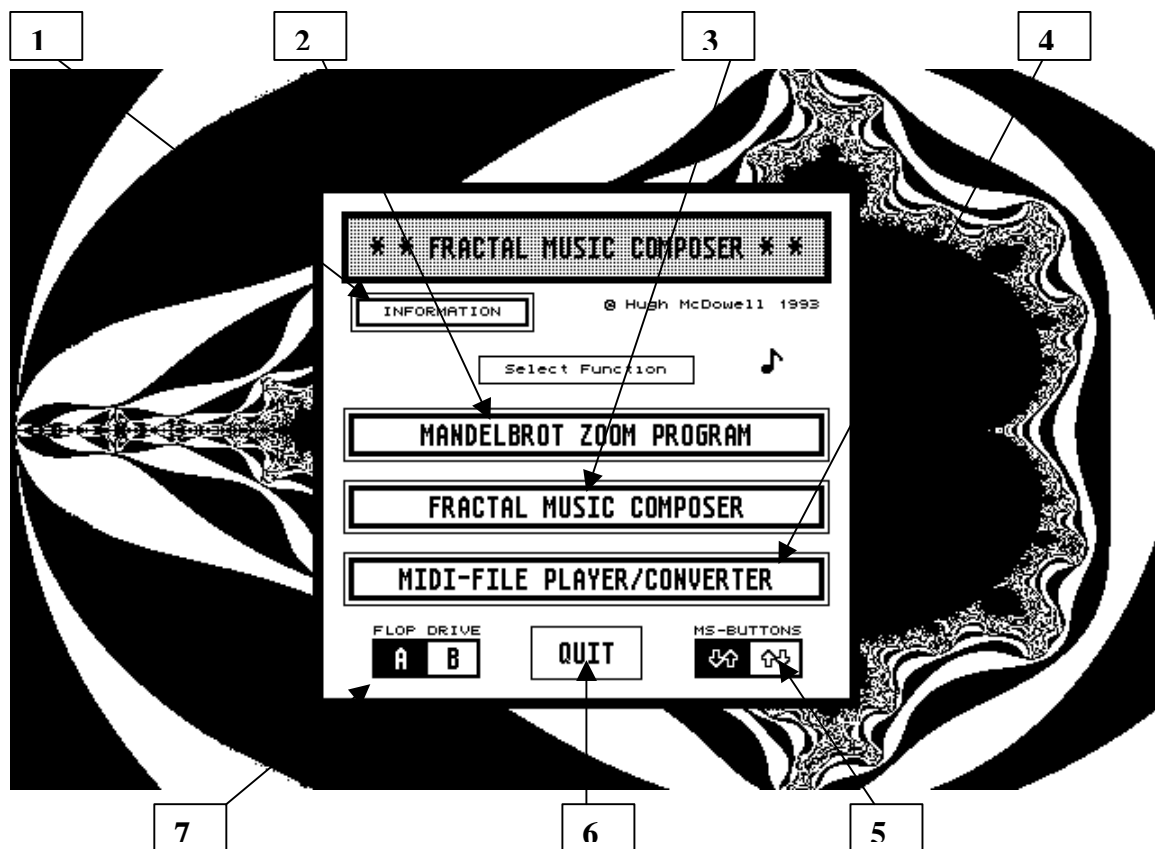 1 2 3 4
* * FRACTAL MUSIC COMPOSER * *
INFORMATION @ Hugh McDowell 1993
Select Function
MANDELBROT ZOOM PROGRAM
FRACTAL MUSIC COMPOSER
MIDI-FILE PLAYER/CONVERTER
FLOP DRIVE MS-BUTTONS
A B QUIT
7 6 5